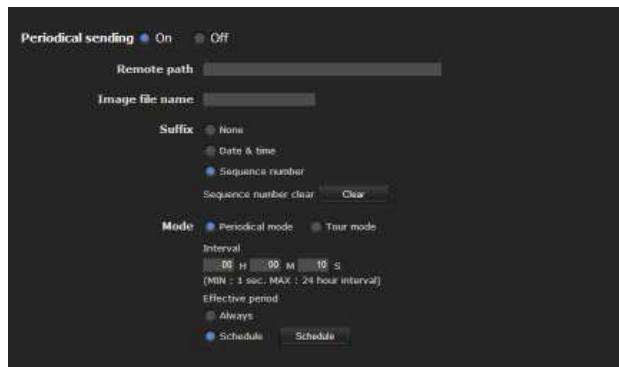 Periodical sending On Off
Remote path
Image file name
Suffix None
Date & time
Sequence number
Sequence number clear Clear
Mode Periodical mode Tour mode
Interval
00 H 00 M 10 S
(MIN : 1 sec. MAX : 24 hour interval)
Effective period
Always
Schedule Schedule